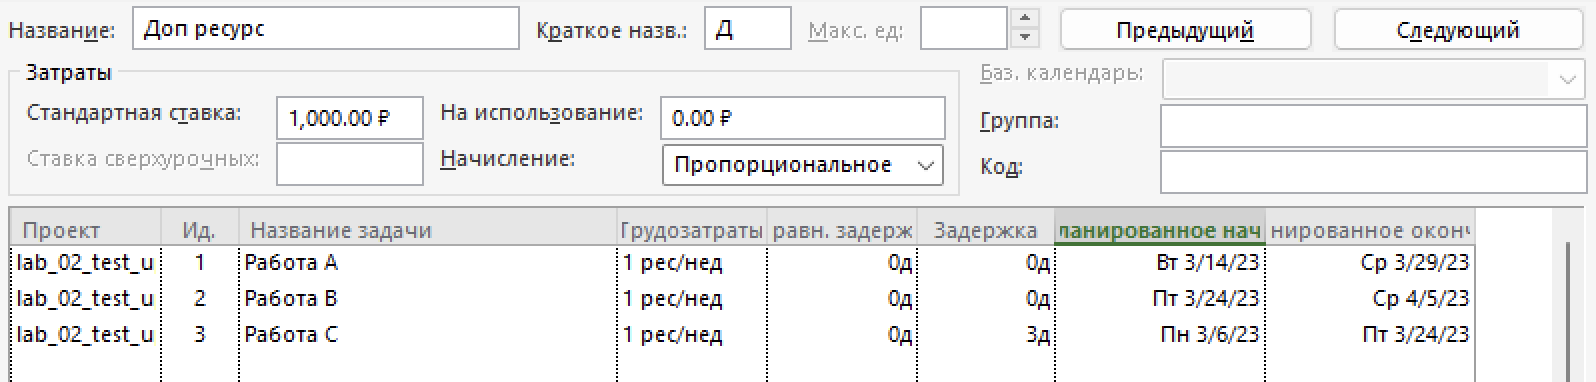 Название: Доп ресурс Краткое назв.: Д Макс. ед: Предыдущий Следующий
Затраты Баз. календарь:
Стандартная ставка: 1,000.00 ₽ На использование: 0.00 ₽ Группа:
Ставка сверхурочных: Начисление: Пропорциональное Код:
Проект Ид. Название задачи Трудозатраты равн. задерж Задержка ланированное нач нированное оконч
lab_02_test_u 1 Работа A 1 рес/нед 0д 0д Вт 3/14/23 Ср 3/29/23
lab_02_test_u 2 Работа B 1 рес/нед 0д 0д Пт 3/24/23 Ср 4/5/23
lab_02_test_u 3 Работа C 1 рес/нед 0д 3д Пн 3/6/23 Пт 3/24/23